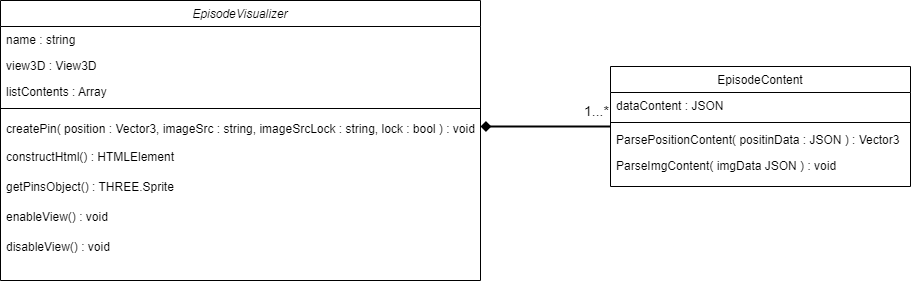 EpisodeVisualizer
name : string
view3D : View3D
listContents : Array
createPin( position : Vector3, imageSrc : string, imageSrcLock : string, lock : bool ) : void
constructHtml() : HTMLElement
getPinsObject() : THREE.Sprite
enableView() : void
disableView() : void
1...*
EpisodeContent
dataContent : JSON
ParsePositionContent( positinData : JSON ) : Vector3
ParseImgContent( imgData JSON ) : void